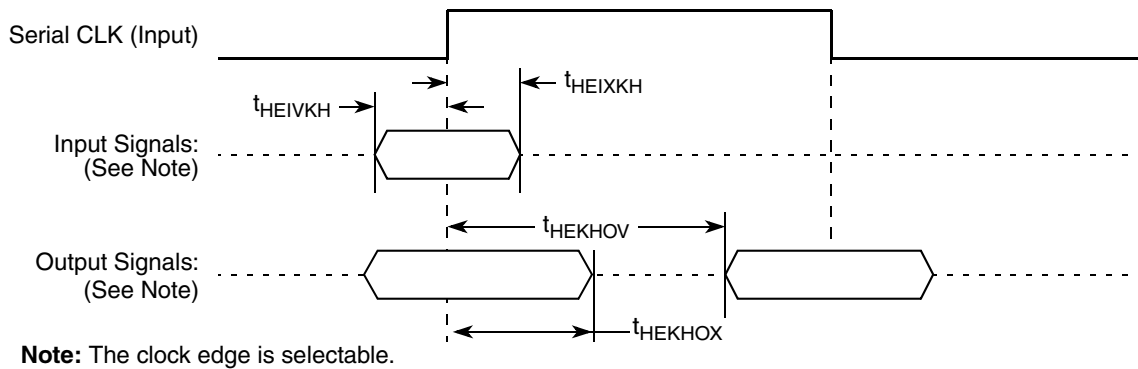 Serial CLK (Input)
tHEIXKH
tHEIVKH
Input Signals:
(See Note)
tHEKHOV
Output Signals:
(See Note)
tHEKHOX
Note: The clock edge is selectable.